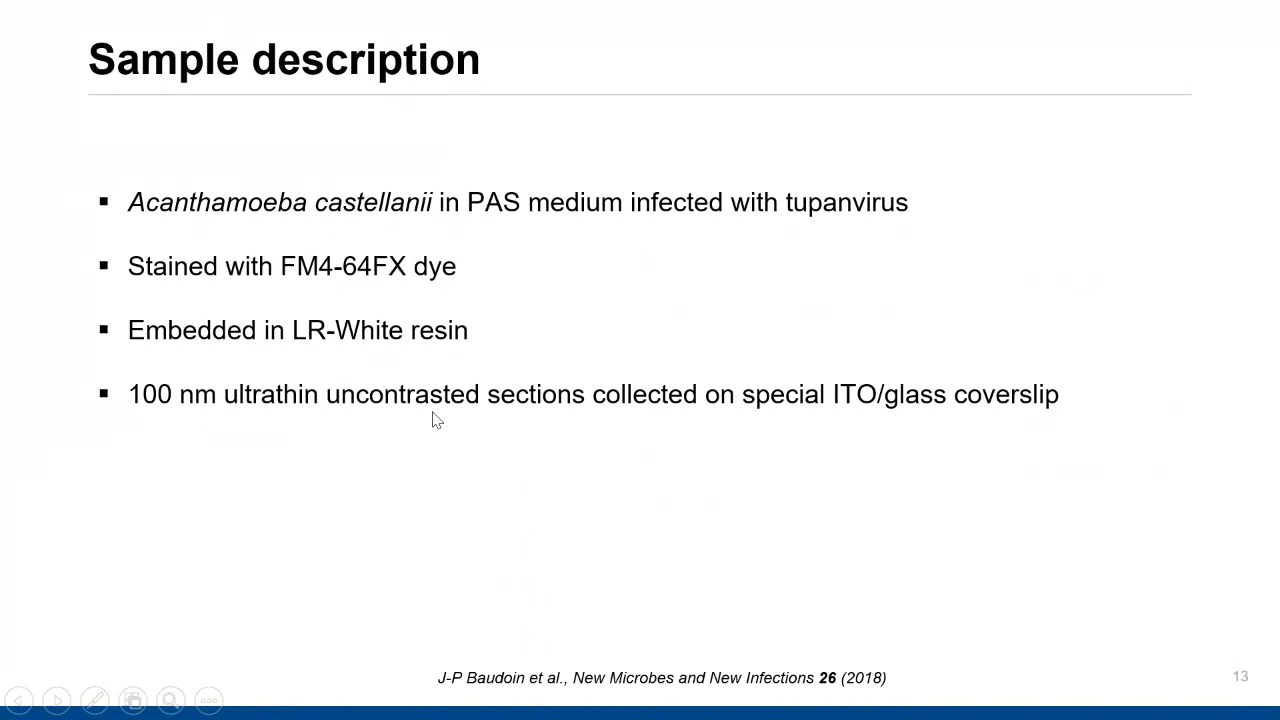 Sample description
▪ Acanthamoeba castellanii in PAS medium infected with tupanvirus
▪ Stained with FM4-64FX dye
▪ Embedded in LR-White resin
▪ 100 nm ultrathin uncontrasted sections collected on special ITO/glass coverslip
J-P Baudoin et al., New Microbes and New Infections 26 (2018)
13